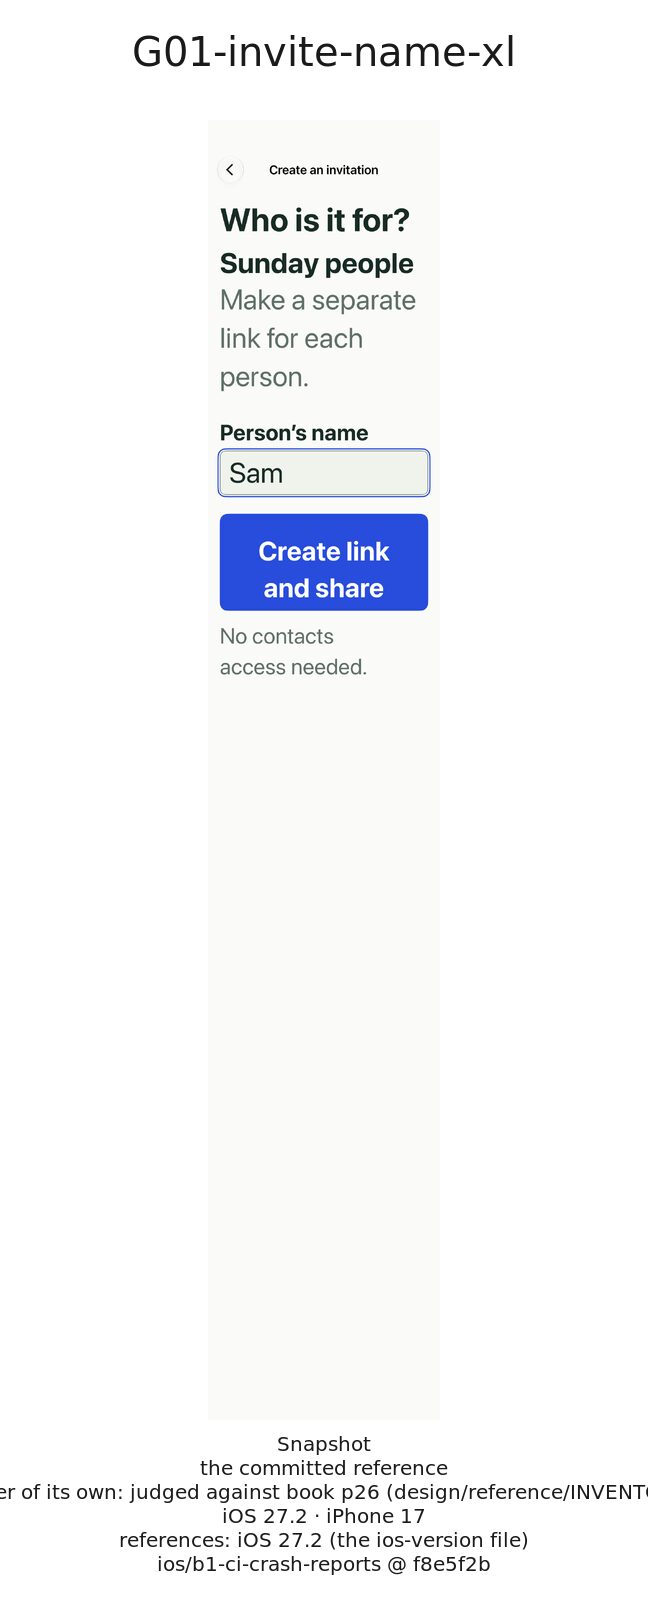 G01-invite-name-xl
Create an invitation
Who is it for?
Sunday people
Make a separate
link for each
person.
Person’s name
Sam
Create link
and share
No contacts
access needed.
Snapshot
the committed reference
of its own: judged against book p26 (design/reference/
iOS 27.2 · iPhone 17
references: iOS 27.2 (the ios-version file)
ios/b1-ci-crash-reports @ f8e5f2b